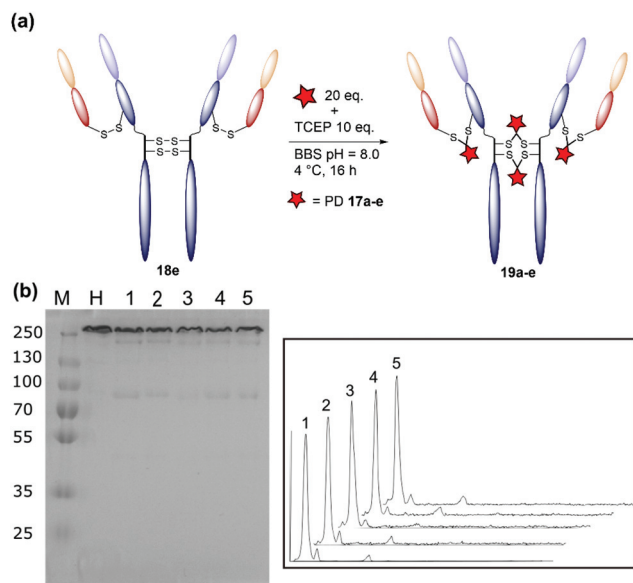 (a)
20 eq.
+
TCEP 10 eq.
BBS pH = 8.0
4 °C, 16 h
= PD 17a-e
S S
S S
S-S
S-S
S S
S S
S S
S S
18e
19a-e
(b)
M H 1 2 3 4 5
250
130
100
70
55
35
25
1
2
3
4
5